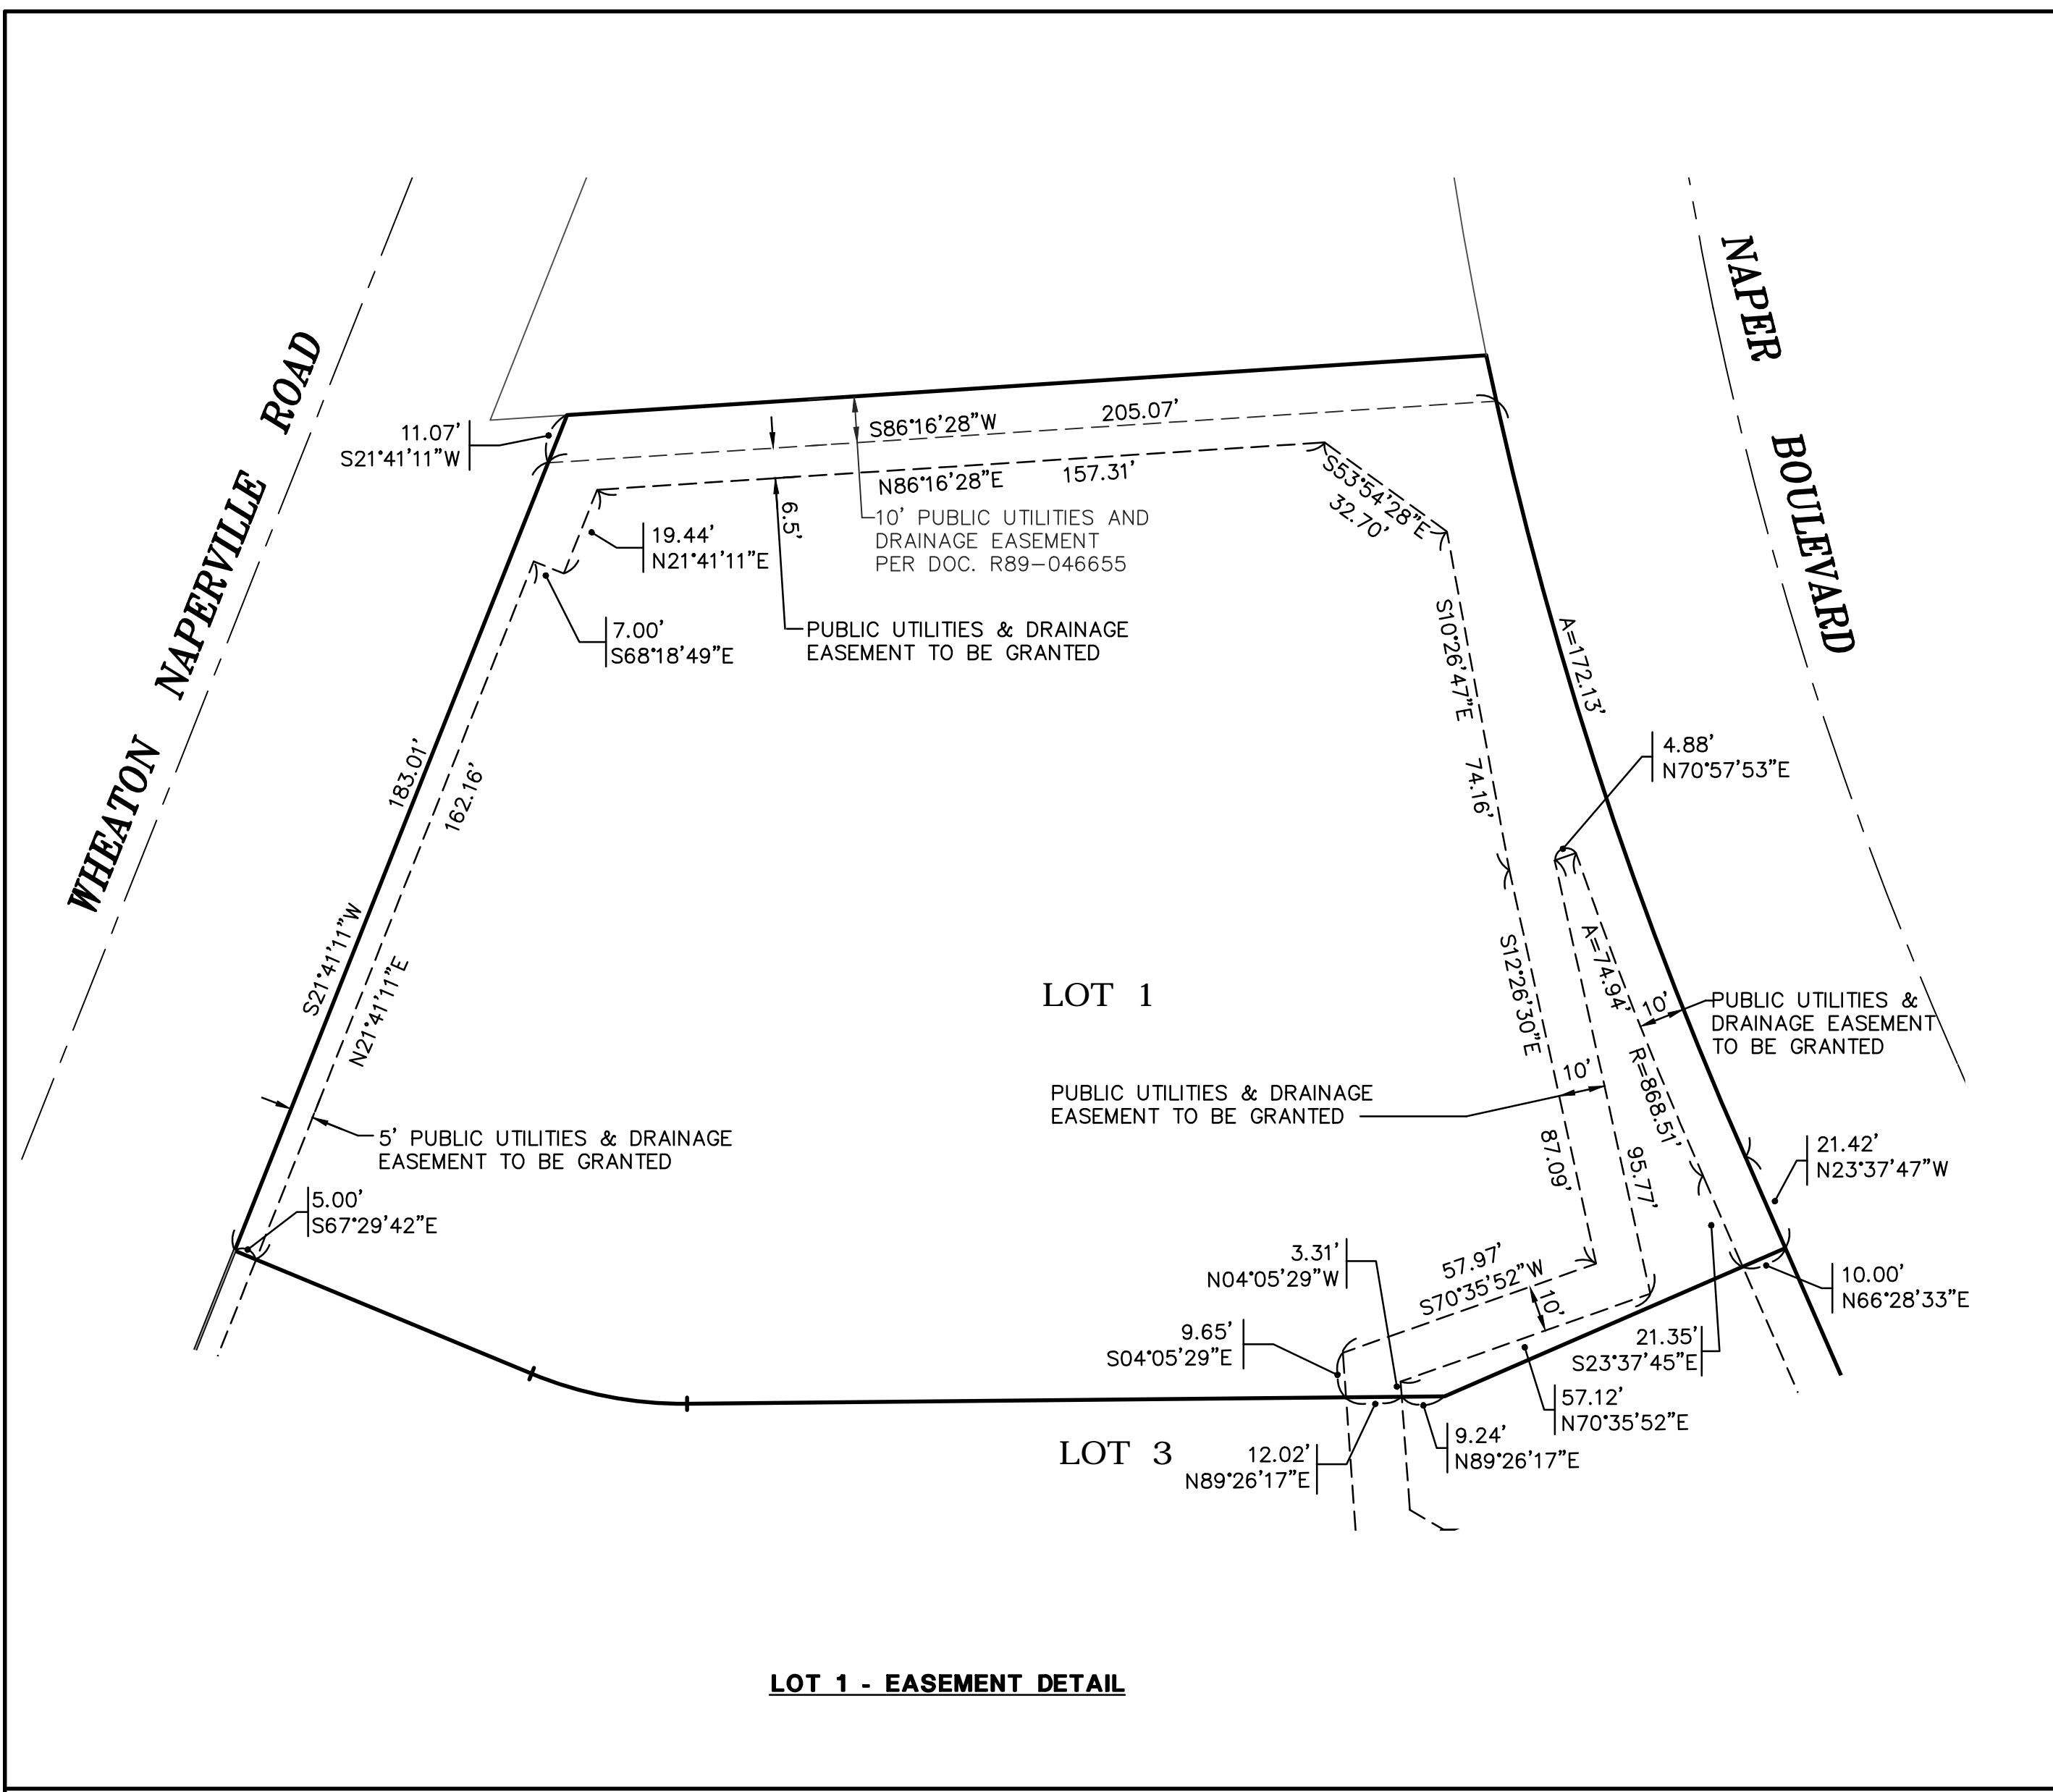 WHEATON NAPERVILLE ROAD
NAPER BOULEVARD
11.07'
S21°41'11"W
S86°16'28"W 205.07'
N86°16'28"E 157.31'
6.5'
10' PUBLIC UTILITIES AND
DRAINAGE EASEMENT
PER DOC. R89-046655
S53°54'28"E
32.70'
19.44'
N21°41'11"E
7.00'
S68°18'49"E
PUBLIC UTILITIES & DRAINAGE
EASEMENT TO BE GRANTED
S10°26'47"E 74.16'
A=172.13'
4.88'
N70°57'53"E
183.01'
S21°41'11"W
162.16'
N21°41'11"E
LOT 1
S12°26'30"E
87.09'
A=74.94'
R=868.51'
10'
PUBLIC UTILITIES &
DRAINAGE EASEMENT
TO BE GRANTED
10'
PUBLIC UTILITIES & DRAINAGE
EASEMENT TO BE GRANTED
95.77'
5' PUBLIC UTILITIES & DRAINAGE
EASEMENT TO BE GRANTED
21.42'
N23°37'47"W
5.00'
S67°29'42"E
3.31'
N04°05'29"W
57.97'
S70°35'52"W
10'
10.00'
N66°28'33"E
9.65'
S04°05'29"E
21.35'
S23°37'45"E
57.12'
N70°35'52"E
9.24'
N89°26'17"E
LOT 3
12.02'
N89°26'17"E
LOT 1 - EASEMENT DETAIL